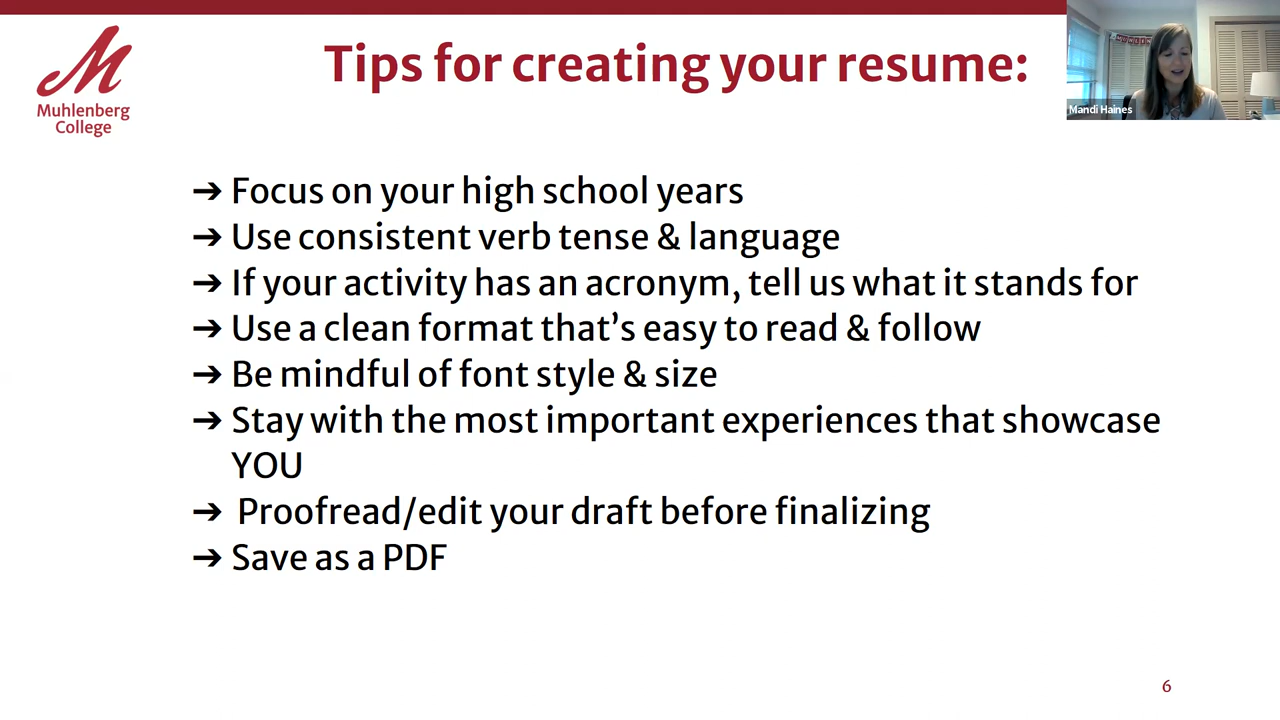 Tips for creating your resume:
Muhlenberg
College
Mandi Haines
➔ Focus on your high school years
➔ Use consistent verb tense & language
➔ If your activity has an acronym, tell us what it stands for
➔ Use a clean format that’s easy to read & follow
➔ Be mindful of font style & size
➔ Stay with the most important experiences that showcase
YOU
➔ Proofread/edit your draft before finalizing
➔ Save as a PDF
6